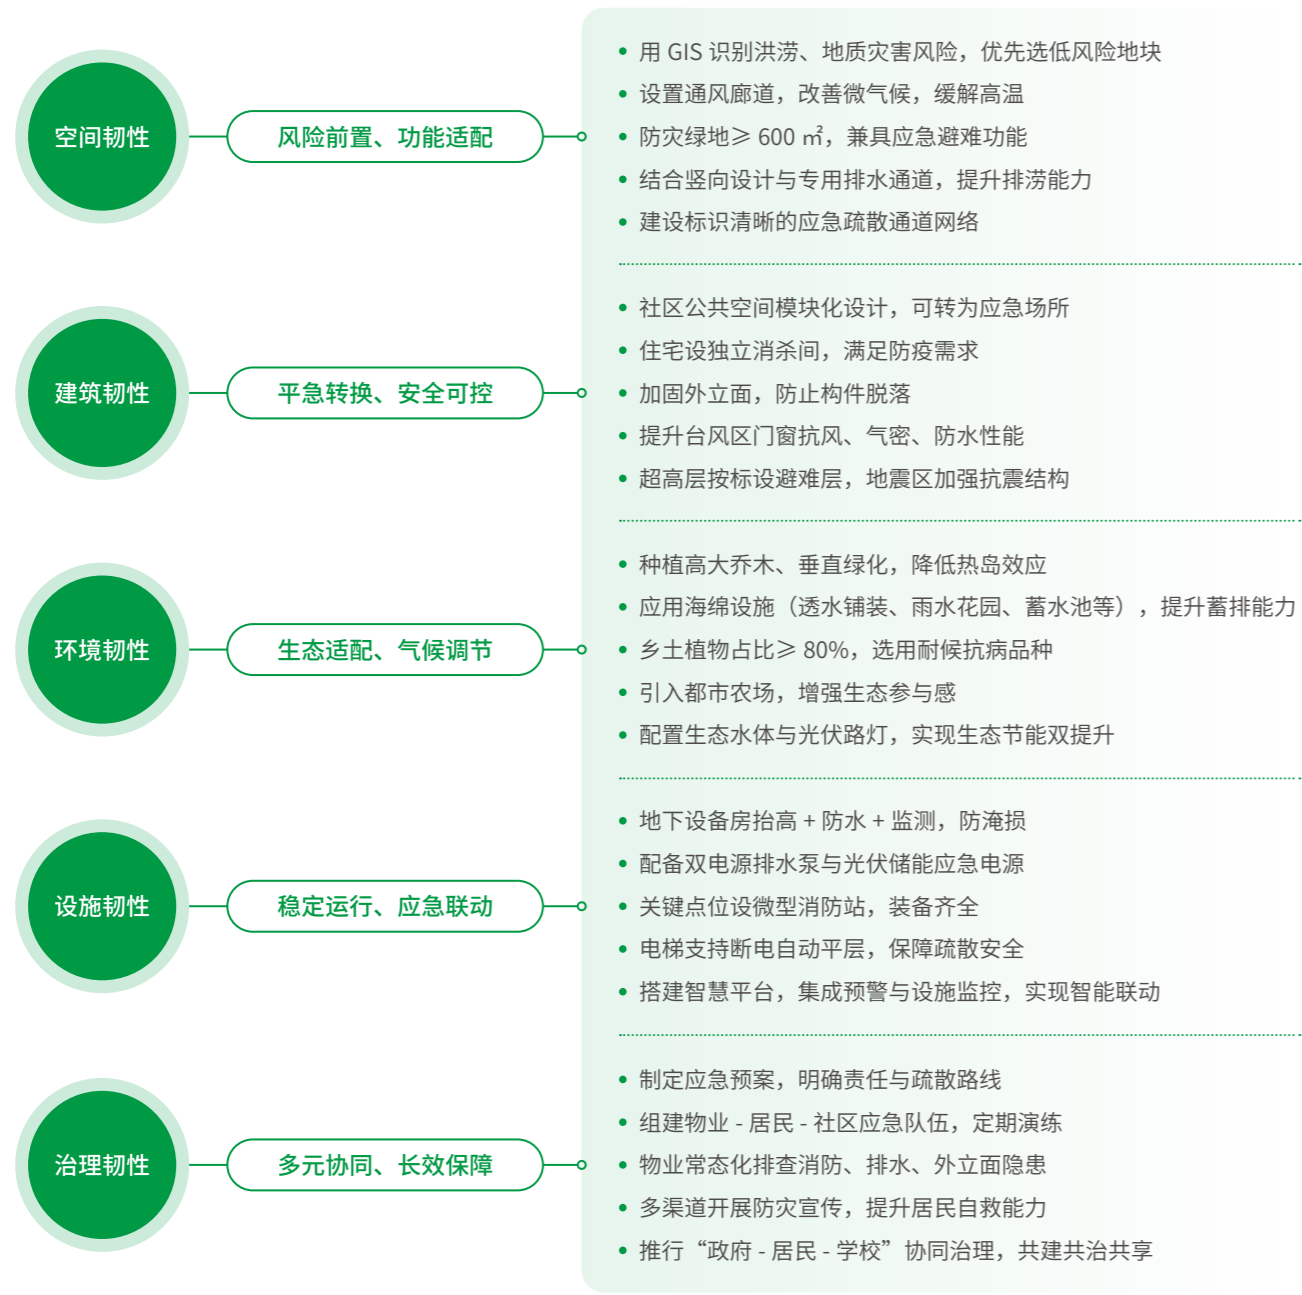 空间韧性
风险前置、功能适配
用 GIS 识别洪涝、地质灾害风险，优先选低风险地块
设置通风廊道，改善微气候，缓解高温
防灾绿地≥ 600 ㎡，兼具应急避难功能
结合竖向设计与专用排水通道，提升排涝能力
建设标识清晰的应急疏散通道网络
建筑韧性
平急转换、安全可控
社区公共空间模块化设计，可转为应急场所
住宅设独立消杀间，满足防疫需求
加固外立面，防止构件脱落
提升台风区门窗抗风、气密、防水性能
超高层按标设避难层，地震区加强抗震结构
环境韧性
生态适配、气候调节
种植高大乔木、垂直绿化，降低热岛效应
应用海绵设施（透水铺装、雨水花园、蓄水池等），提升蓄排能力
乡土植物占比≥ 80%，选用耐候抗病品种
引入都市农场，增强生态参与感
配置生态水体与光伏路灯，实现生态节能双提升
设施韧性
稳定运行、应急联动
地下设备房抬高 + 防水 + 监测，防淹损
配备双电源排水泵与光伏储能应急电源
关键点位设微型消防站，装备齐全
电梯支持断电自动平层，保障疏散安全
搭建智慧平台，集成预警与设施监控，实现智能联动
治理韧性
多元协同、长效保障
制定应急预案，明确责任与疏散路线
组建物业 - 居民 - 社区应急队伍，定期演练
物业常态化排查消防、排水、外立面隐患
多渠道开展防灾宣传，提升居民自救能力
推行“政府 - 居民 - 学校”协同治理，共建共治共享